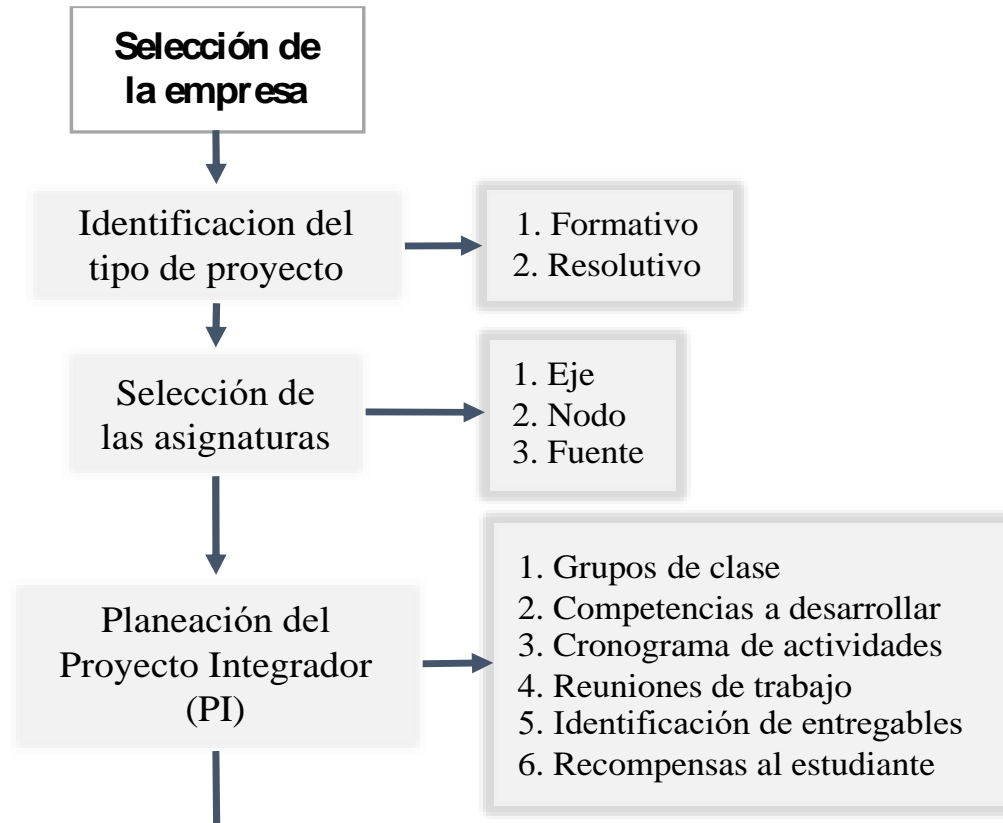 Selección de
la empresa
Identificacion del
tipo de proyecto
1. Formativo
2. Resolutivo
Selección de
las asignaturas
1. Eje
2. Nodo
3. Fuente
Planeación del
Proyecto Integrador
(PI)
1. Grupos de clase
2. Competencias a desarrollar
3. Cronograma de actividades
4. Reuniones de trabajo
5. Identificación de entregables
6. Recompensas al estudiante